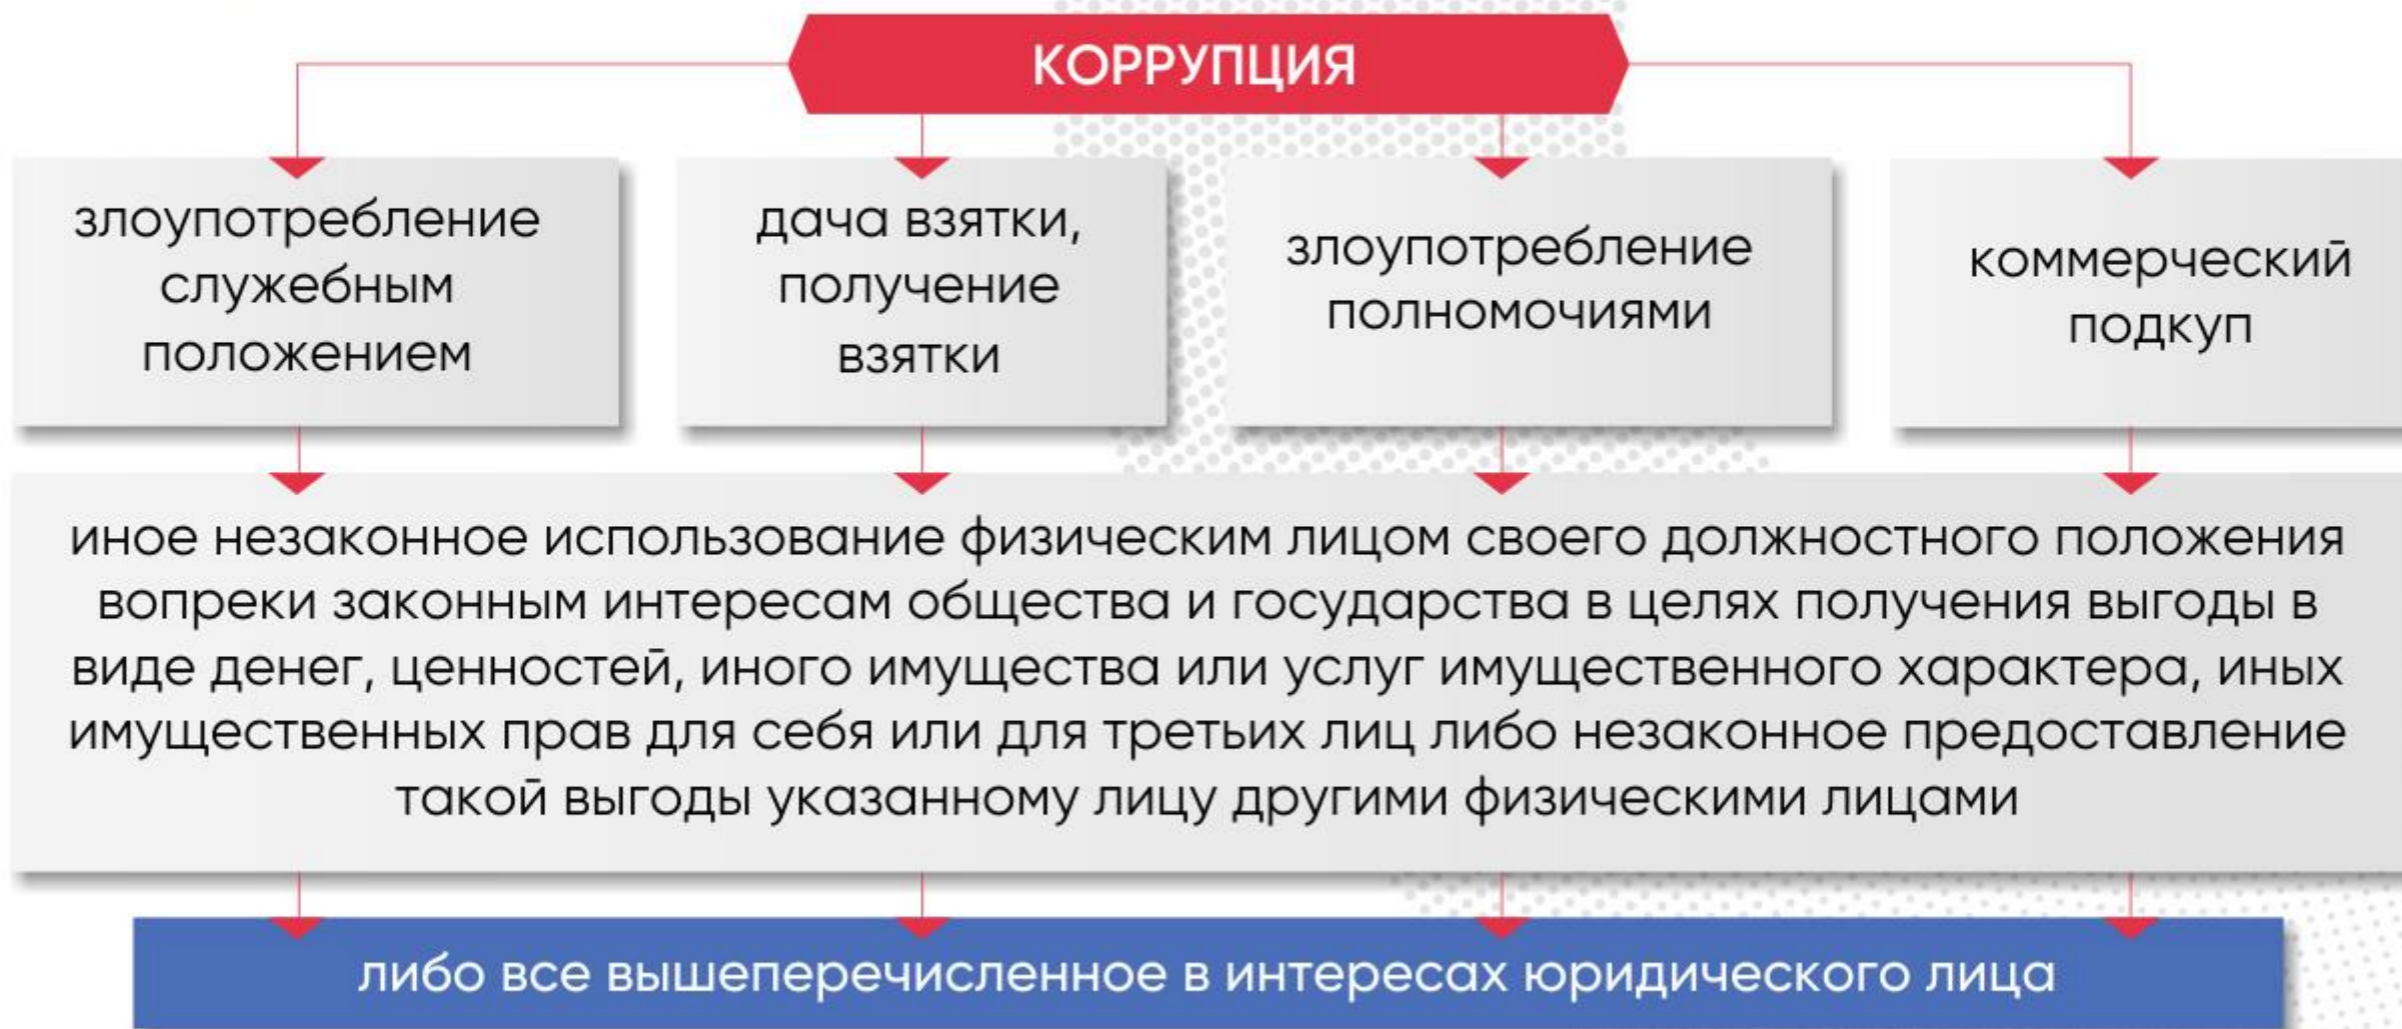 КОРРУПЦИЯ
злоупотребление
служебным
положением
дача взятки,
получение
взятки
злоупотребление
полномочиями
коммерческий
подкуп
иное незаконное использование физическим лицом своего должностного положения
вопреки законным интересам общества и государства в целях получения выгоды в
виде денег, ценностей, иного имущества или услуг имущественного характера, иных
имущественных прав для себя или для третьих лиц либо незаконное предоставление
такой выгоды указанному лицу другими физическими лицами
либо все вышеперечисленное в интересах юридического лица